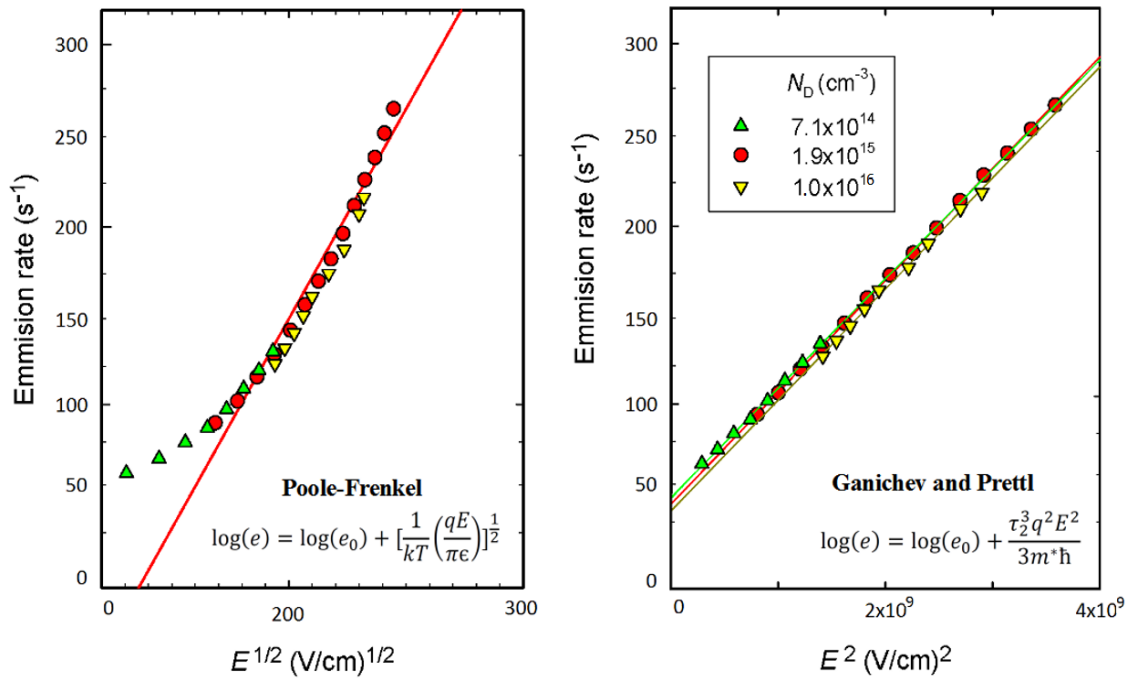 300
250
200
150
100
50
0
Emmision rate (s⁻¹)
Poole-Frenkel
log(e) = log(e₀) + [1/kT (qE/πϵ)]^1/2
0
200
300
E^1/2 (V/cm)^1/2
300
250
200
150
100
50
0
Emmision rate (s⁻¹)
N_D (cm⁻³)
7.1x10¹⁴
1.9x10¹⁵
1.0x10¹⁶
Ganichev and Prettl
log(e) = log(e₀) + τ₂³q²E²/3m*ħ
0
2x10⁹
4x10⁹
E² (V/cm)²